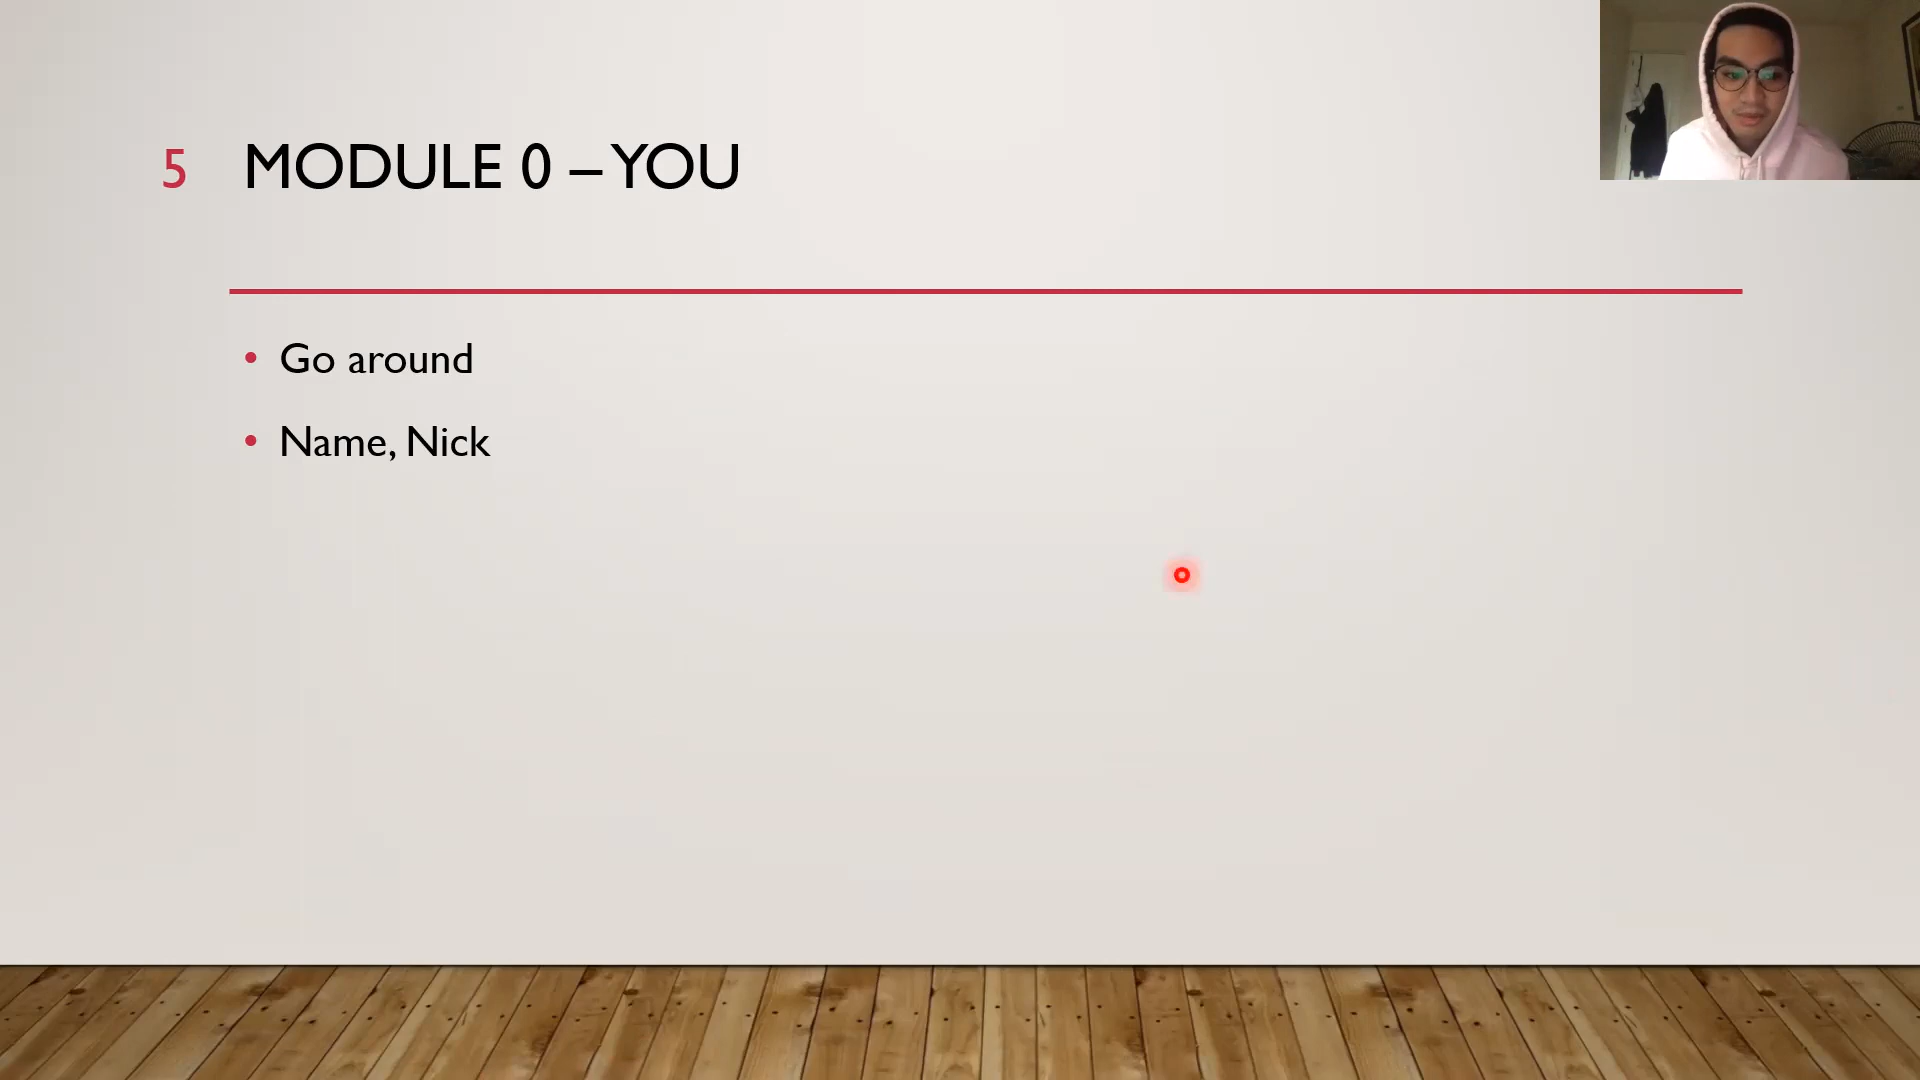 5 MODULE 0 – YOU
• Go around
• Name, Nick